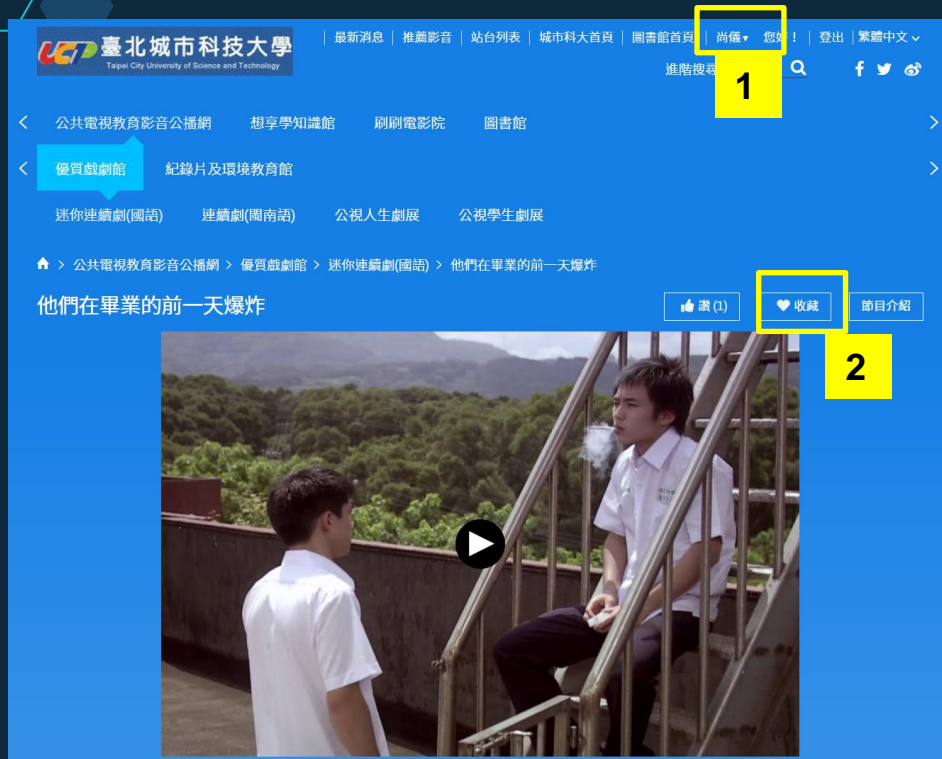 臺北城市科技大學
Taipei City University of Science and Technology
最新消息 | 推薦影音 | 站台列表 | 城市科大首頁 | 圖書館首頁 | 尚儀▾ 您好! | 登出 | 繁體中文
進階搜尋
1
公共電視教育影音公播網 想享學知識館 刷刷電影院 圖書館
優質戲劇館 紀錄片及環境教育館
迷你連續劇(國語) 連續劇(閩南語) 公視人生劇展 公視學生劇展
> 公共電視教育影音公播網 > 優質戲劇館 > 迷你連續劇(國語) > 他們在畢業的前一天爆炸
他們在畢業的前一天爆炸 讚 (1) 收藏 節目介紹
2